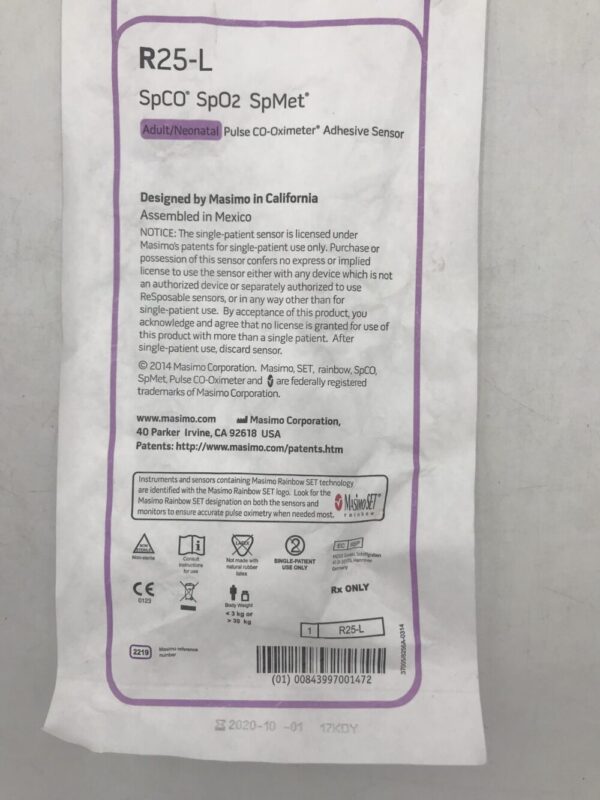 R25-L
SpCO® SpO2 SpMet®
Adult/Neonatal Pulse CO-Oximeter® Adhesive Sensor
Designed by Masimo in California
Assembled in Mexico
NOTICE: The single-patient sensor is licensed under
Masimo's patents for single-patient use only. Purchase or
possession of this sensor confers no express or implied
license to use the sensor either with any device which is not
an authorized device or separately authorized to use
ReSposable sensors, or in any way other than for
single-patient use. By acceptance of this product, you
acknowledge and agree that no license is granted for use of
this product with more than a single patient. After
single-patient use, discard sensor.
© 2014 Masimo Corporation. Masimo, SET, rainbow, SpCO,
SpMet, Pulse CO-Oximeter and are federally registered
trademarks of Masimo Corporation.
www.masimo.com Masimo Corporation,
40 Parker Irvine, CA 92618 USA
Patents: http://www.masimo.com/patents.htm
Instruments and sensors containing Masimo Rainbow SET technology
are identified with the Masimo Rainbow SET logo. Look for the
Masimo Rainbow SET designation on both the sensors and
monitors to ensure accurate pulse oximetry when needed most.
Masimo SET®
rainbow
NON STERILE
Non-sterile
Consult
instructions
for use
LATEX
Not made with
natural rubber
latex
2
SINGLE-PATIENT
USE ONLY
EC REP
41 D-30175, Hannover
Germany
CE
0123
Body Weight
< 3 kg or
> 30 kg
Rx ONLY
1 R25-L
2219 Masimo reference
number
(01) 00843997001472
2020-10 -01 17KDY